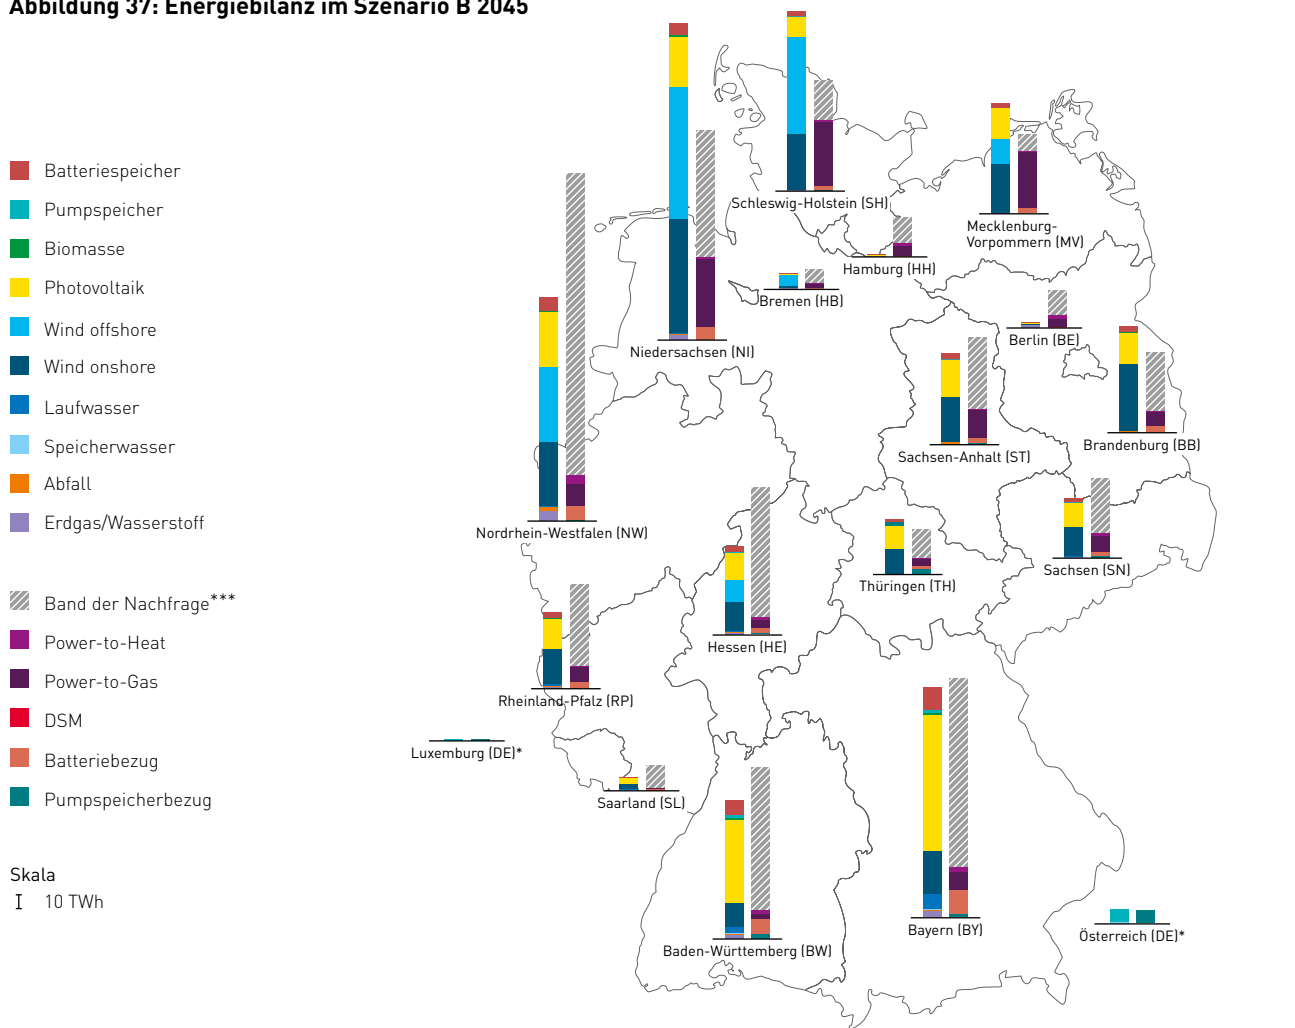 Abbildung 37: Energiebilanz im Szenario B 2045
Batteriespeicher
Pumpspeicher
Biomasse
Photovoltaik
Wind offshore
Wind onshore
Laufwasser
Speicherwasser
Abfall
Erdgas/Wasserstoff
Band der Nachfrage***
Power-to-Heat
Power-to-Gas
DSM
Batteriebezug
Pumpspeicherbezug
Skala
10 TWh
Schleswig-Holstein (SH)
Mecklenburg-
Vorpommern (MV)
Hamburg (HH)
Bremen (HB)
Niedersachsen (NI)
Berlin (BE)
Brandenburg (BB)
Sachsen-Anhalt (ST)
Nordrhein-Westfalen (NW)
Sachsen (SN)
Thüringen (TH)
Hessen (HE)
Rheinland-Pfalz (RP)
Luxemburg (DE)*
Saarland (SL)
Bayern (BY)
Österreich (DE)*
Baden-Württemberg (BW)